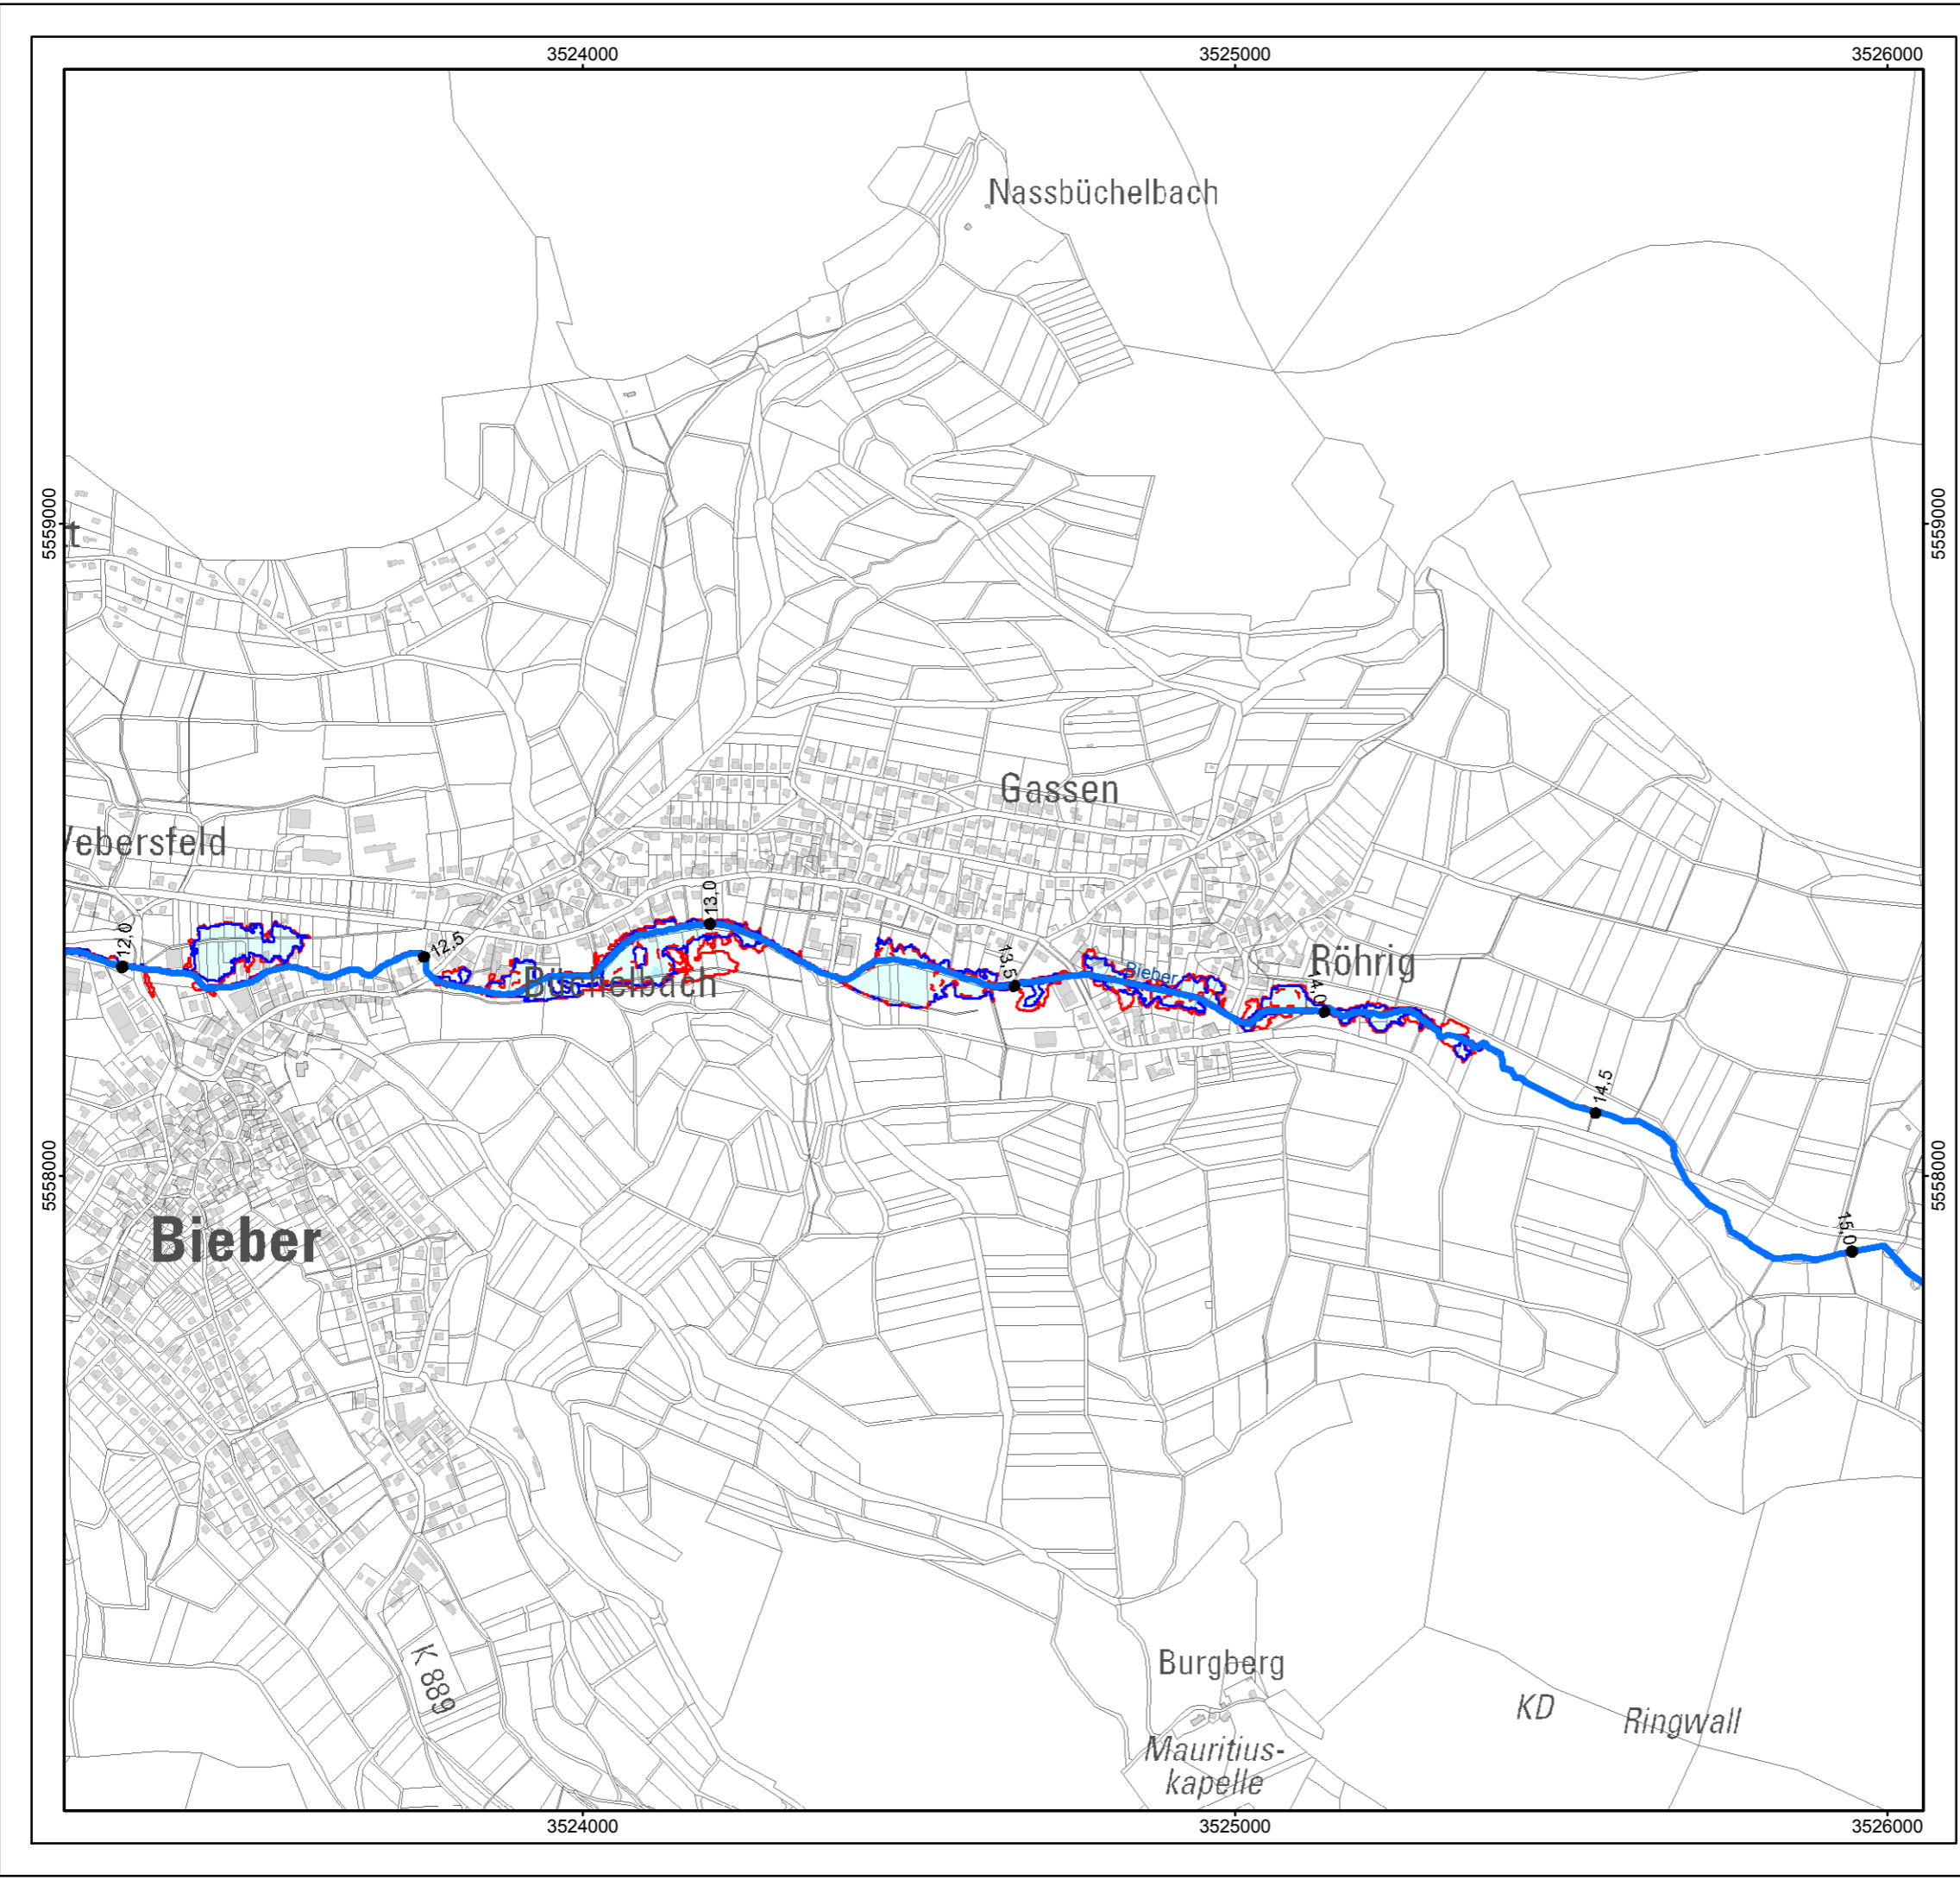 3524000
3525000
3526000
Nassbüchelbach
5559000
5559000
t
Gassen
Vebersfeld
12,0
12,5
13,0
Büchelbach
13,5
Bieber
Röhrig
14,0
14,5
5558000
5558000
15,0
Bieber
K 889
Burgberg
KD
Ringwall
Mauritius-
kapelle
3524000
3525000
3526000